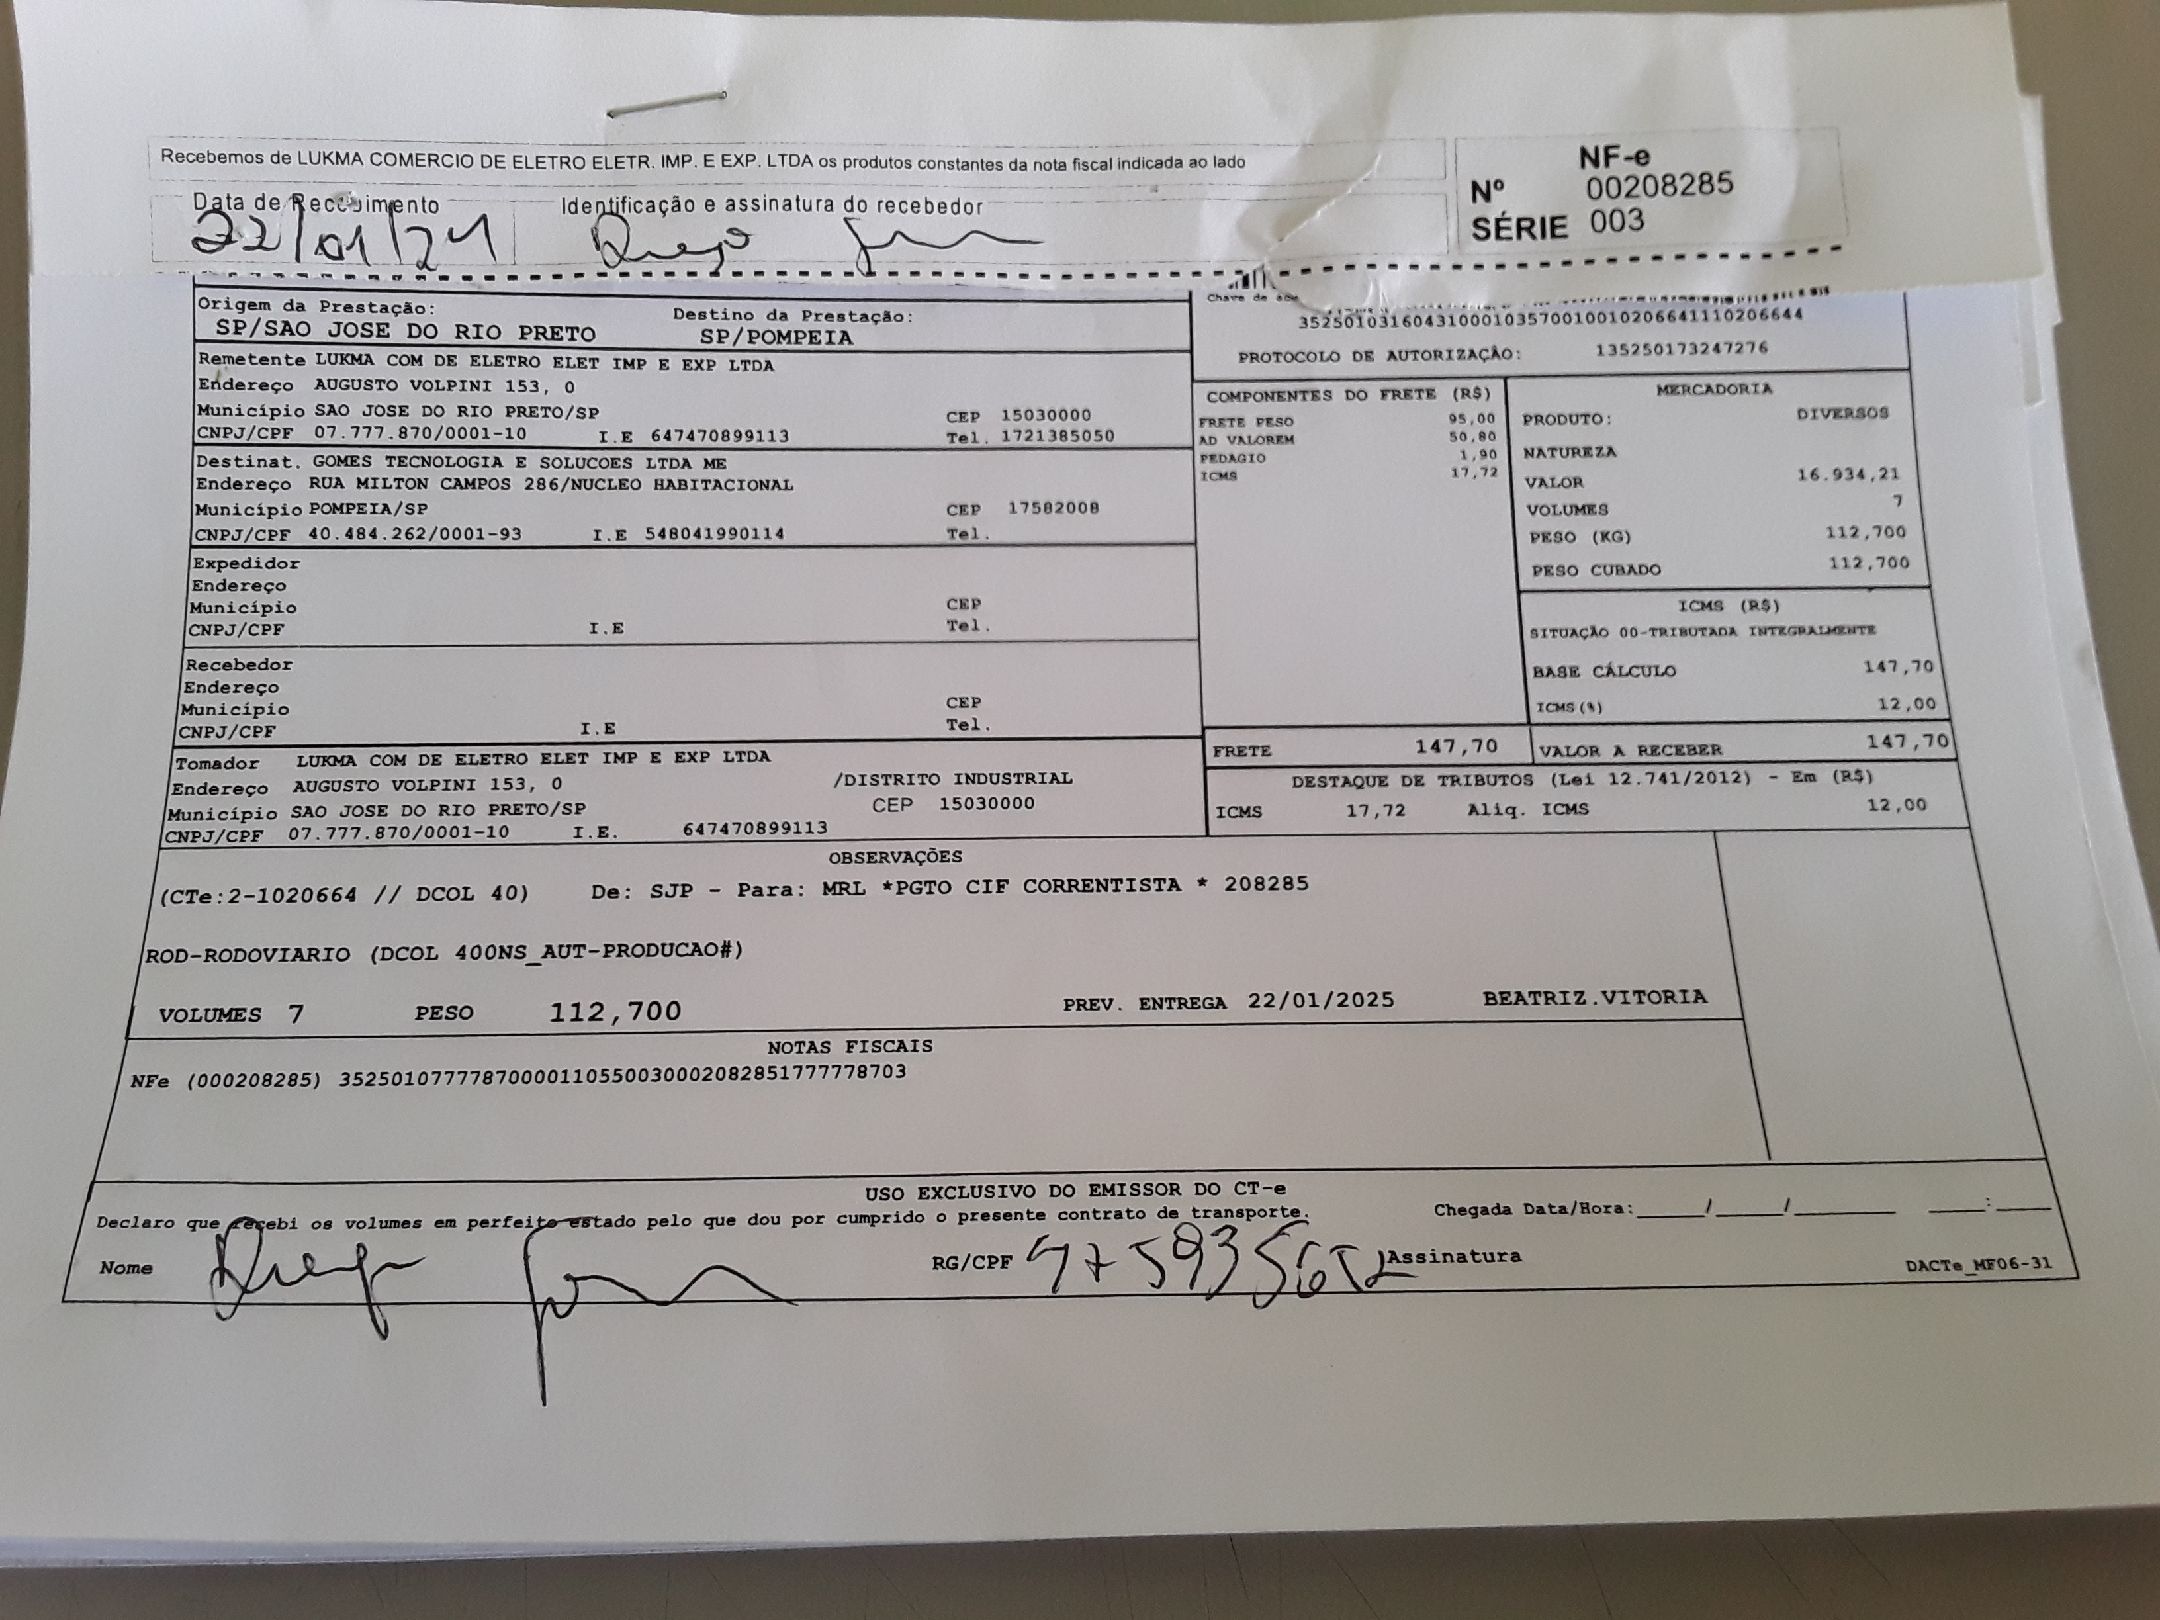 Recebemos de LUKMA COMERCIO DE ELETRO ELETR. IMP. E EXP. LTDA os produtos constantes da nota fiscal indicada ao lado
NF-e
Nº 00208285
SÉRIE 003
Data de Recebimento
Identificação e assinatura do recebedor
22/01/24
Diego
Origem da Prestação:
SP/SAO JOSE DO RIO PRETO
Destino da Prestação:
SP/POMPEIA
Chave de
35250103160431000103570010010206641110206644
PROTOCOLO DE AUTORIZAÇÃO: 135250173247276
Remetente LUKMA COM DE ELETRO ELET IMP E EXP LTDA
Endereço AUGUSTO VOLPINI 153, 0
Município SAO JOSE DO RIO PRETO/SP CEP 15030000
CNPJ/CPF 07.777.870/0001-10 I.E 647470899113 Tel. 1721385050
Destinat. GOMES TECNOLOGIA E SOLUCOES LTDA ME
Endereço RUA MILTON CAMPOS 286/NUCLEO HABITACIONAL
Município POMPEIA/SP CEP 17582008
CNPJ/CPF 40.484.262/0001-93 I.E 548041990114 Tel.
Expedidor
Endereço
Município CEP
CNPJ/CPF I.E Tel.
Recebedor
Endereço
Município CEP
CNPJ/CPF I.E Tel.
Tomador LUKMA COM DE ELETRO ELET IMP E EXP LTDA
Endereço AUGUSTO VOLPINI 153, 0 /DISTRITO INDUSTRIAL
Município SAO JOSE DO RIO PRETO/SP CEP 15030000
CNPJ/CPF 07.777.870/0001-10 I.E. 647470899113
COMPONENTES DO FRETE (R$)
FRETE PESO 95,00
AD VALOREM 50,80
PEDAGIO 1,90
ICMS 17,72
MERCADORIA
PRODUTO: DIVERSOS
NATUREZA
VALOR 16.934,21
VOLUMES 7
PESO (KG) 112,700
PESO CUBADO 112,700
ICMS (R$)
SITUAÇÃO 00-TRIBUTADA INTEGRALMENTE
BASE CÁLCULO 147,70
ICMS(%) 12,00
FRETE 147,70
VALOR A RECEBER 147,70
DESTAQUE DE TRIBUTOS (Lei 12.741/2012) - Em (R$)
ICMS 17,72 Aliq. ICMS 12,00
OBSERVAÇÕES
(CTe:2-1020664 // DCOL 40) De: SJP - Para: MRL *PGTO CIF CORRENTISTA * 208285
ROD-RODOVIARIO (DCOL 400NS_AUT-PRODUCAO#)
VOLUMES 7 PESO 112,700 PREV. ENTREGA 22/01/2025 BEATRIZ.VITORIA
NOTAS FISCAIS
NFe (000208285) 35250107777870000110550030002082851777778703
USO EXCLUSIVO DO EMISSOR DO CT-e
Declaro que recebi os volumes em perfeito estado pelo que dou por cumprido o presente contrato de transporte.
Chegada Data/Hora:____/____/______ ____:____
Nome Diego
RG/CPF
Assinatura
DACTe_MF06-31